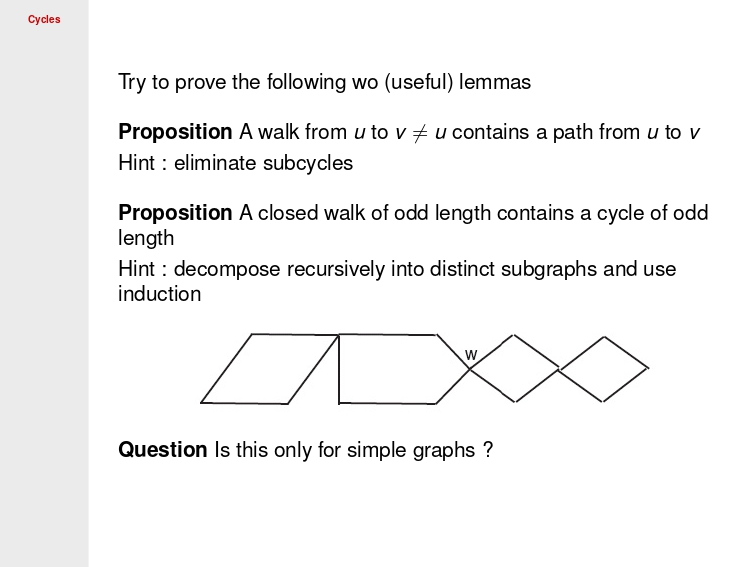 Cycles
Try to prove the following wo (useful) lemmas
Proposition A walk from u to v ≠ u contains a path from u to v
Hint : eliminate subcycles
Proposition A closed walk of odd length contains a cycle of odd
length
Hint : decompose recursively into distinct subgraphs and use
induction
w
Question Is this only for simple graphs ?